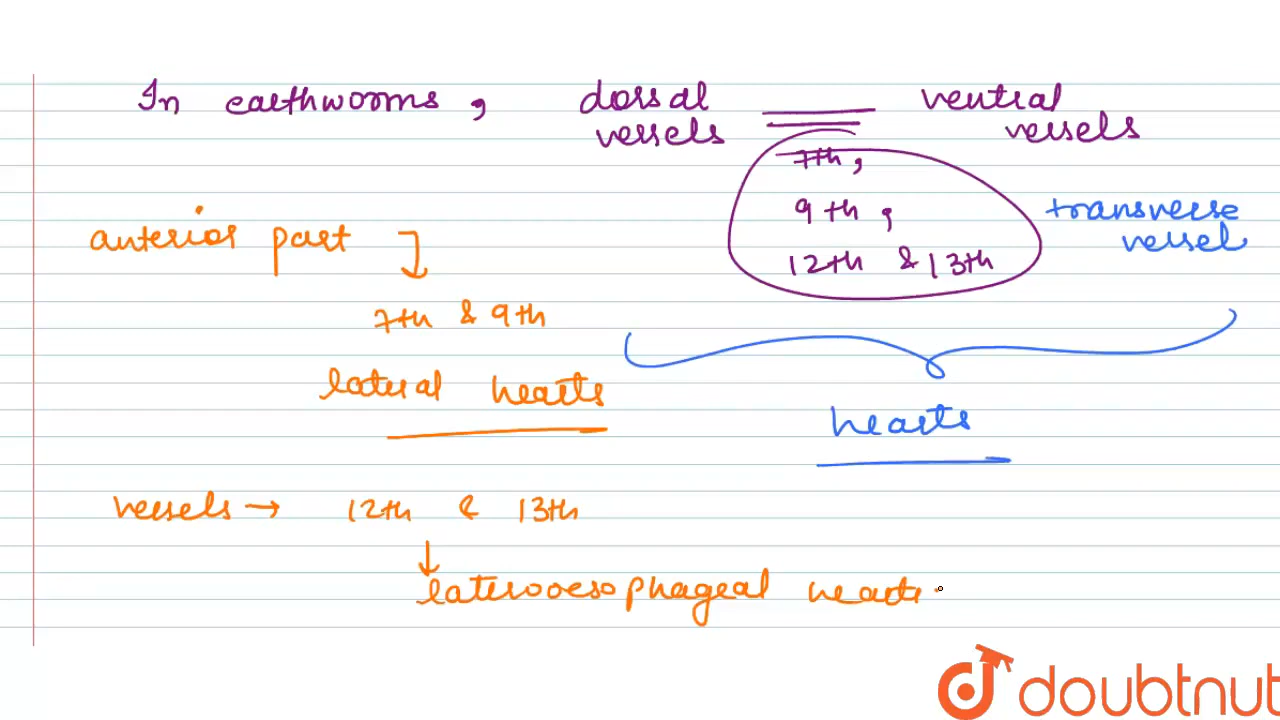 In earthworms, dorsal vessels ventral vessels
7th,
9th,
12th & 13th
transverse vessel
anterior part
7th & 9th
lateral hearts
hearts
vessels → 12th & 13th
↓
lateroesophageal hearts
doubtnut